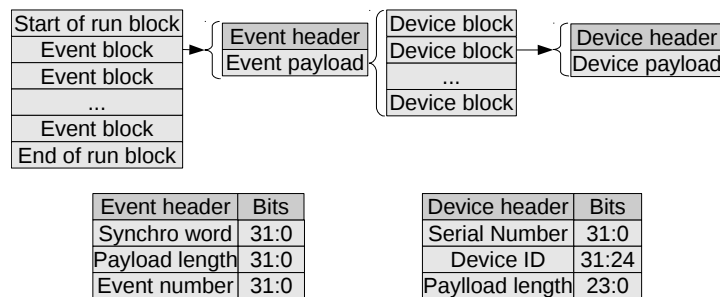 Start of run block
Event block
Event block
...
Event block
End of run block
Event header
Event payload
Device block
Device block
...
Device block
Device header
Device payload
Event header Bits
Synchro word 31:0
Payload length 31:0
Event number 31:0
Device header Bits
Serial Number 31:0
Device ID 31:24
Paylload length 23:0